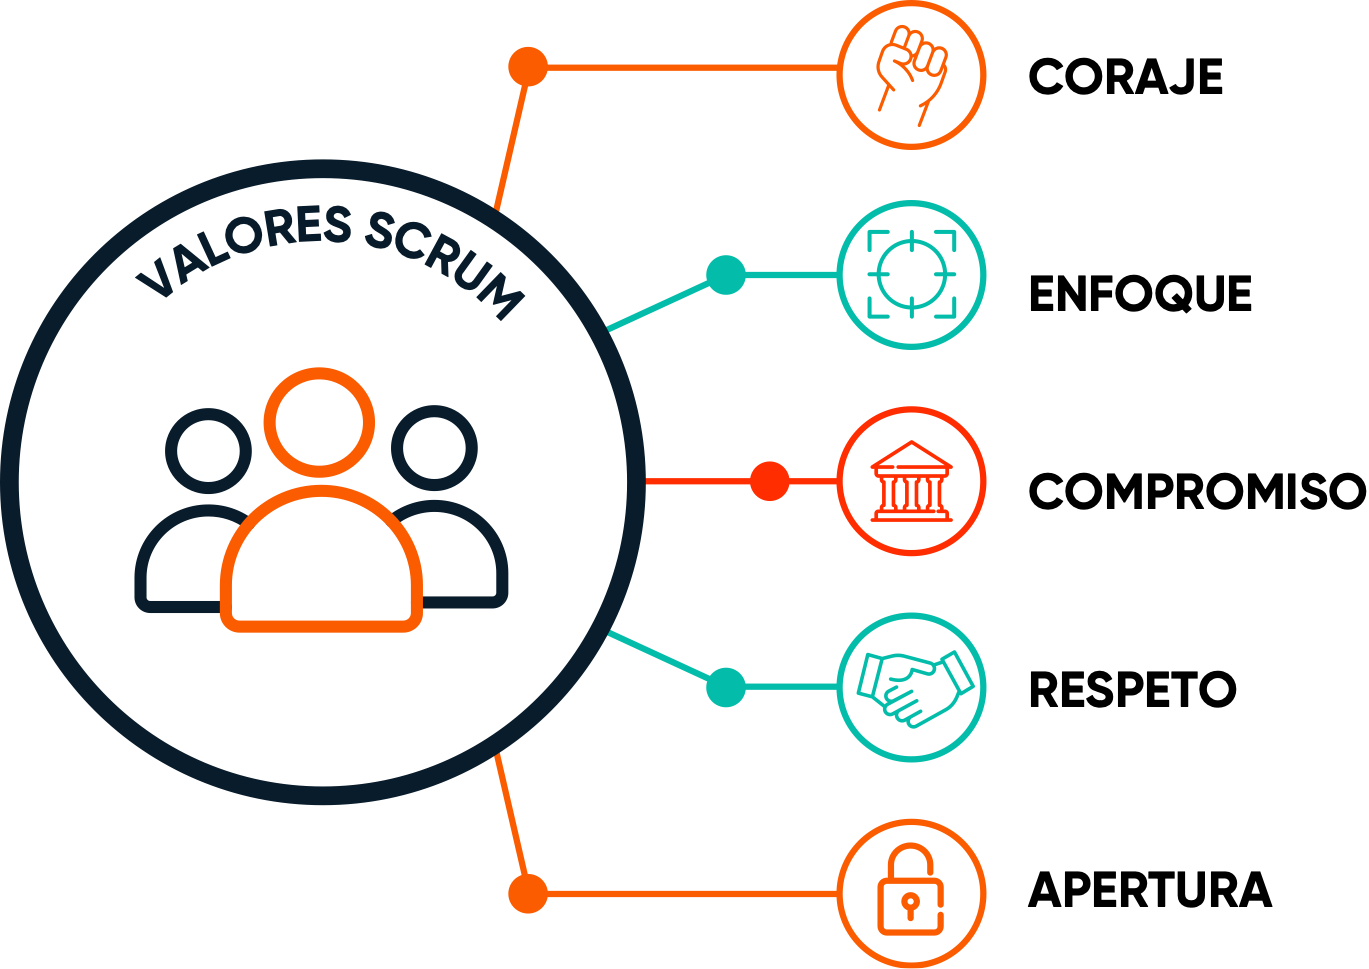 VALORES SCRUM
CORAJE
ENFOQUE
COMPROMISO
RESPETO
APERTURA